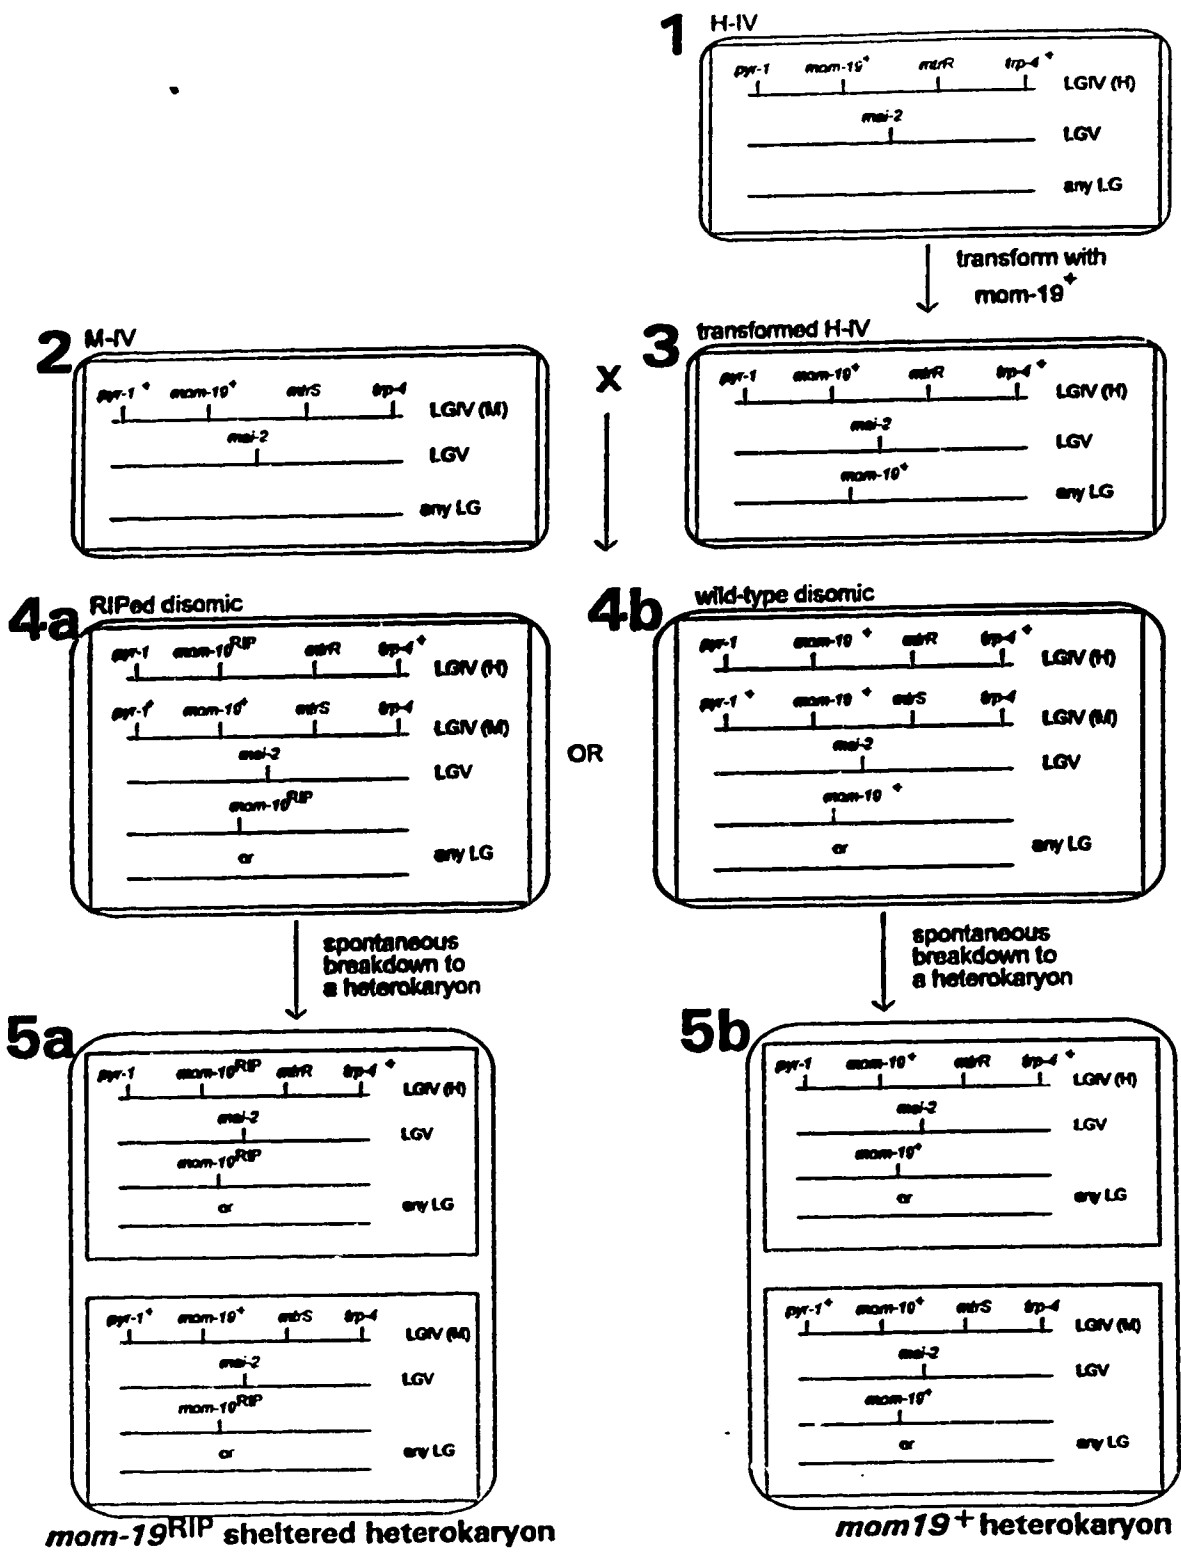 1 H-IV
pyr-1 mom-19+ mtrR trp-4+ LGIV (H)
mei-2 LGV
any LG
transform with
mom-19+
2 M-IV
pyr-1+ mom-19+ mtrS trp-4 LGIV (M)
mei-2 LGV
any LG
X
3 transformed H-IV
pyr-1 mom-19+ mtrR trp-4+ LGIV (H)
mei-2 LGV
mom-19+ any LG
4a RIPed disomic
pyr-1 mom-19RIP mtrR trp-4+ LGIV (H)
pyr-1+ mom-19+ mtrS trp-4 LGIV (M)
mei-2 LGV
mom-19RIP
or any LG
OR
4b wild-type disomic
pyr-1 mom-19+ mtrR trp-4+ LGIV (H)
pyr-1+ mom-19+ mtrS trp-4 LGIV (M)
mei-2 LGV
mom-19+
or any LG
spontaneous
breakdown to
a heterokaryon
spontaneous
breakdown to
a heterokaryon
5a
pyr-1 mom-19RIP mtrR trp-4+ LGIV (H)
mei-2 LGV
mom-19RIP
or any LG
pyr-1+ mom-19+ mtrS trp-4 LGIV (M)
mei-2 LGV
mom-19RIP
or any LG
mom-19RIP sheltered heterokaryon
5b
pyr-1 mom-19+ mtrR trp-4+ LGIV (H)
mei-2 LGV
mom-19+
or any LG
pyr-1+ mom-19+ mtrS trp-4 LGIV (M)
mei-2 LGV
mom-19+
or any LG
mom19+ heterokaryon